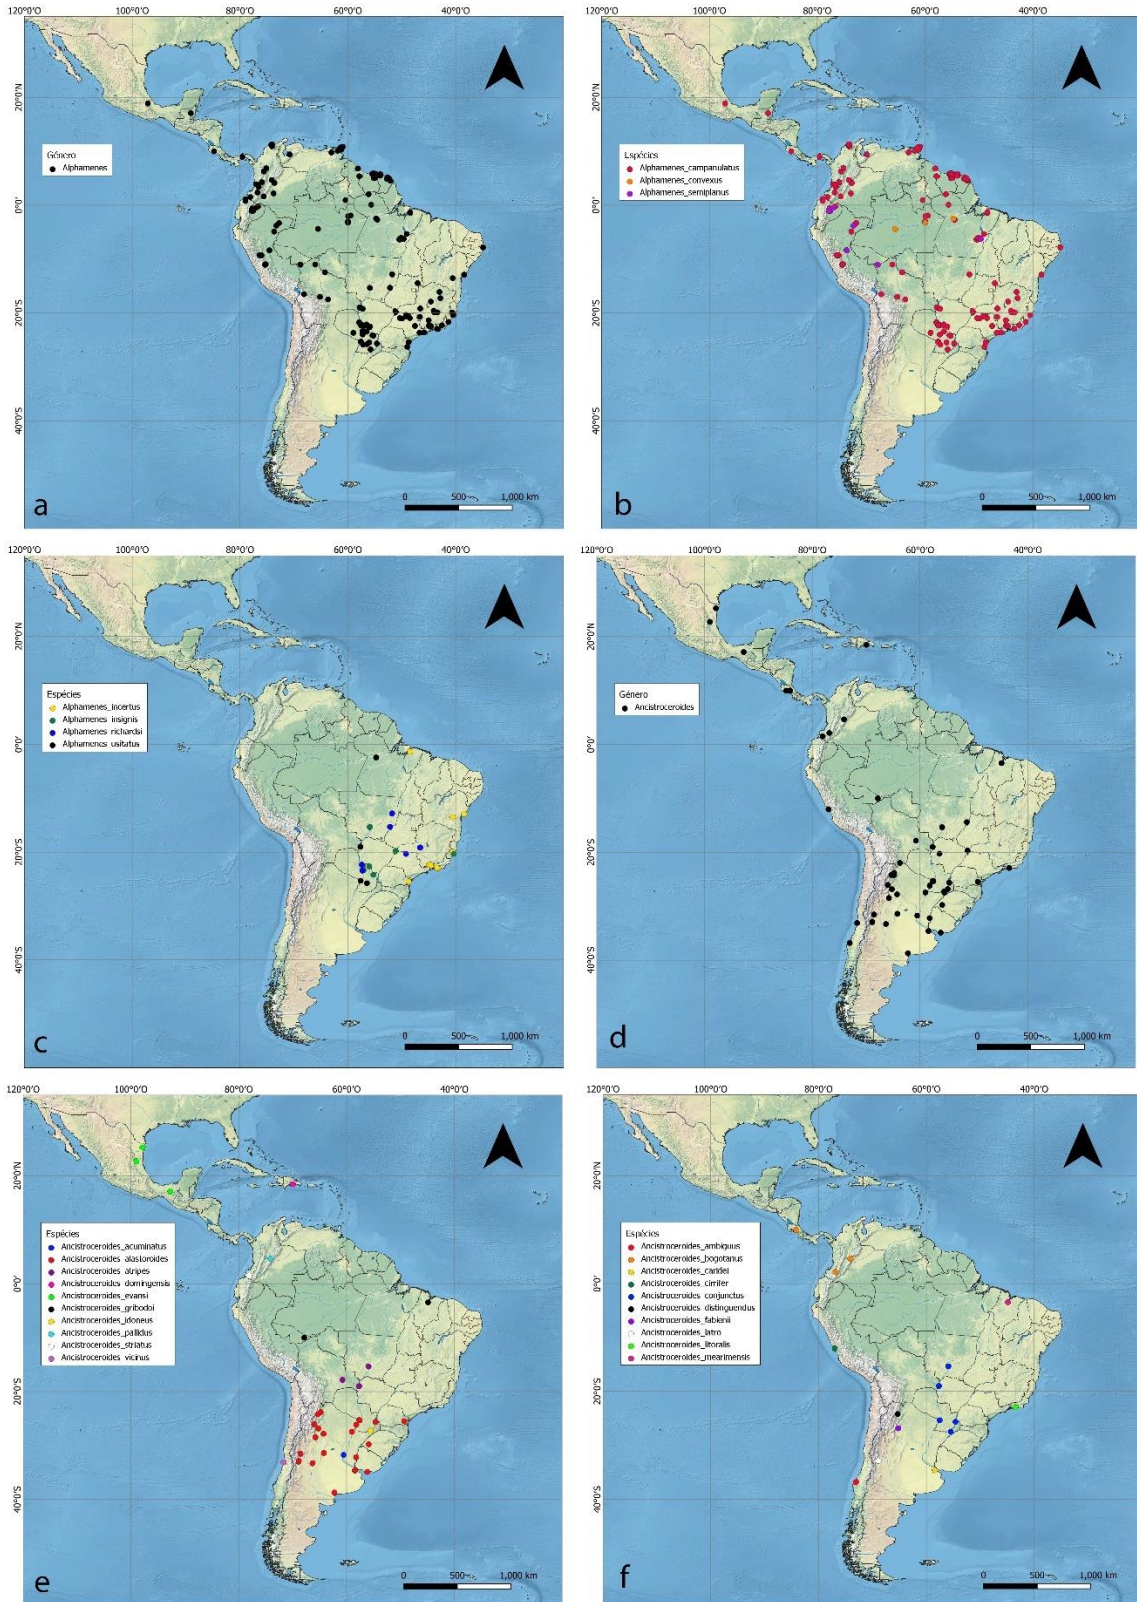 120°0'O 100°0'O 80°0'O 60°0'O 40°0'O
20°0'N
0°0'O
20°0'S
40°0'S
Género
Alphamenes
0 500 1,000 km
a
100°0'O 80°0'O 60°0'O 40°0'O
20°0'N
0°0'O
20°0'S
40°0'S
Espécies
Alphamenes_campanulatus
Alphamenes_convexus
Alphamenes_semiplanus
0 500 1,000 km
b
120°0'O 100°0'O 80°0'O 60°0'O 40°0'O
20°0'N
0°0'O
20°0'S
40°0'S
Espécies
Alphamenes_incertus
Alphamenes_insignis
Alphamenes_richardsi
Alphamenes_usitatus
0 500 1,000 km
c
120°0'O 100°0'O 80°0'O 60°0'O 40°0'O
20°0'N
0°0'O
20°0'S
40°0'S
Género
Ancistroceroides
0 500 1,000 km
d
120°0'O 100°0'O 80°0'O 60°0'O 40°0'O
20°0'N
0°0'O
20°0'S
40°0'S
Espécies
Ancistroceroides_acuminatus
Ancistroceroides_alastoroides
Ancistroceroides_atripes
Ancistroceroides_domingensis
Ancistroceroides_evansi
Ancistroceroides_gribodoi
Ancistroceroides_idoneus
Ancistroceroides_pallidus
Ancistroceroides_striatus
Ancistroceroides_vicinus
0 500 1,000 km
e
120°0'O 100°0'O 80°0'O 60°0'O 40°0'O
20°0'N
0°0'O
20°0'S
40°0'S
Espécies
Ancistroceroides_ambiguus
Ancistroceroides_bogotanus
Ancistroceroides_caridei
Ancistroceroides_cirrifer
Ancistroceroides_conjunctus
Ancistroceroides_distinguendus
Ancistroceroides_fabienii
Ancistroceroides_latro
Ancistroceroides_litoralis
Ancistroceroides_mearimensis
0 500 1,000 km
f